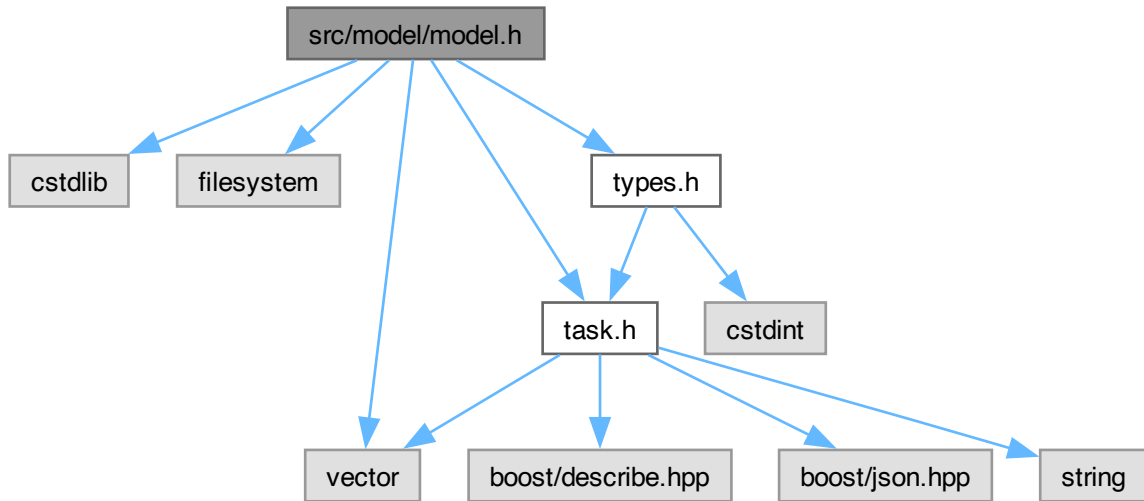 src/model/model.h
cstdlib
filesystem
types.h
task.h
cstdint
vector
boost/describe.hpp
boost/json.hpp
string